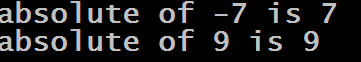 absolute of -7 is 7
absolute of 9 is 9